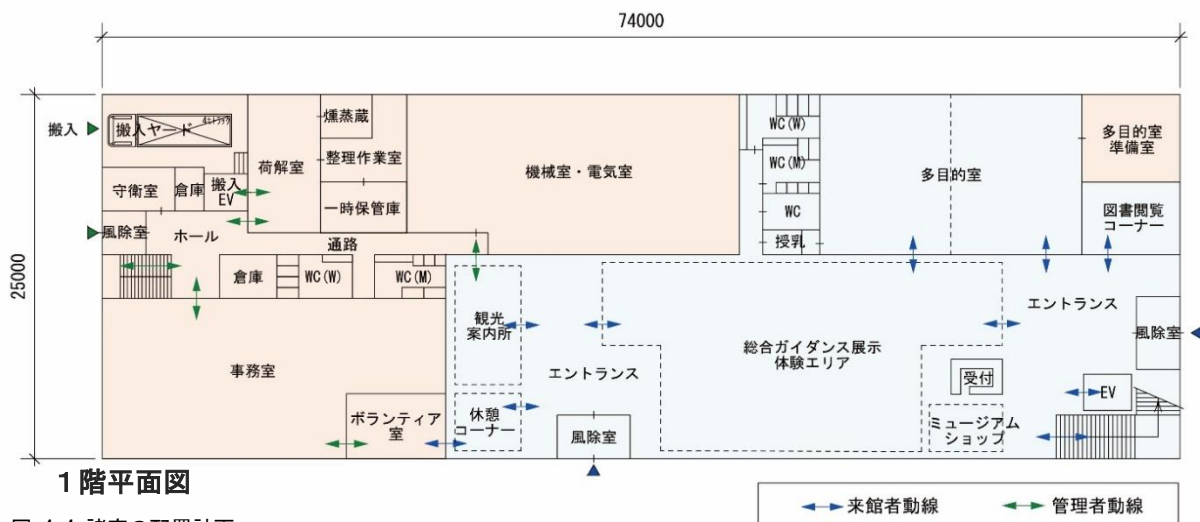 74000
25000
搬入
搬入ヤード
荷解室
燻蒸蔵
整理作業室
一時保管庫
機械室・電気室
WC(W)
WC(M)
WC
授乳
多目的室
多目的室
準備室
図書閲覧
コーナー
守衛室
倉庫
搬入
EV
風除室
ホール
通路
倉庫
WC(W)
WC(M)
観光
案内所
エントランス
総合ガイダンス展示
体験エリア
エントランス
風除室
事務室
ボランティア
室
休憩
コーナー
風除室
受付
ミュージアム
ショップ
EV
1階平面図
来館者動線
管理者動線